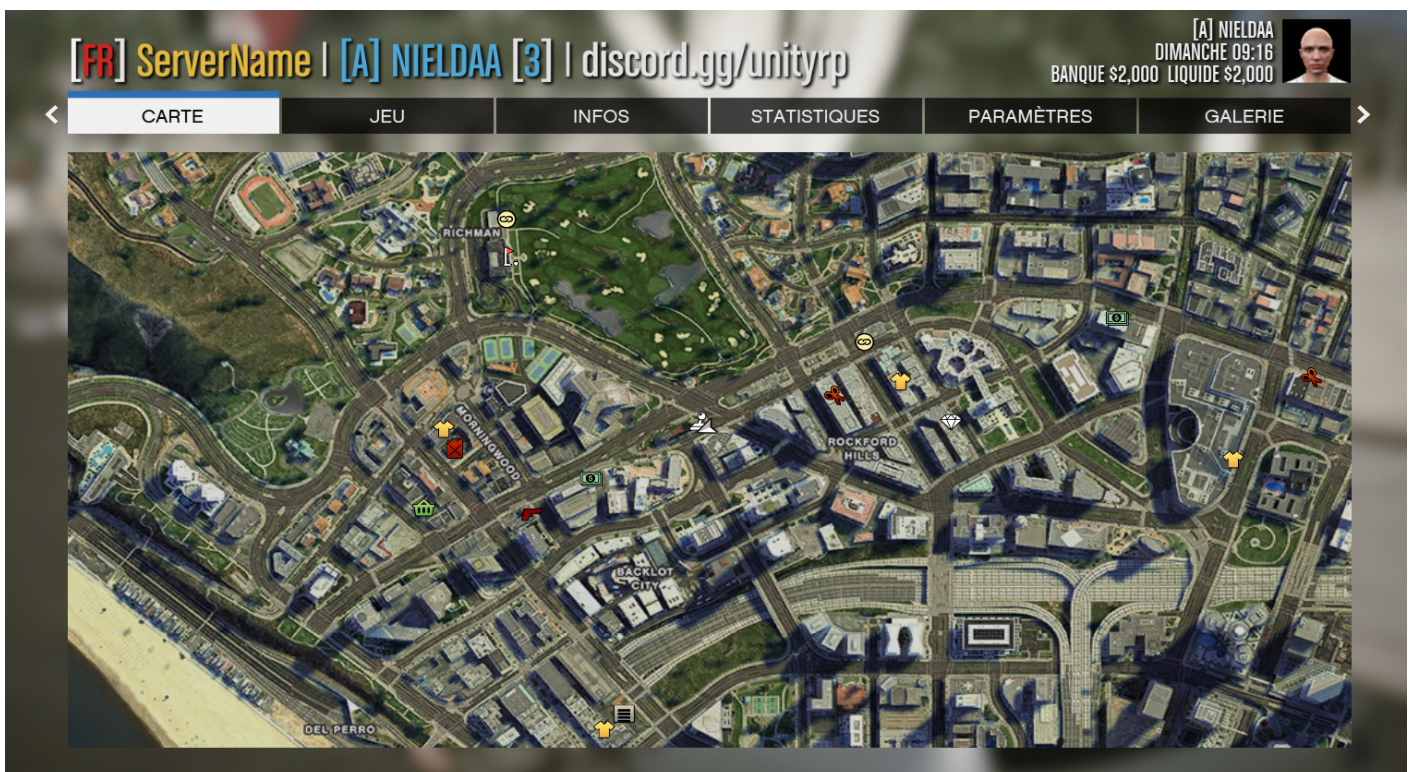 [FR] ServerName | [A] NIELDAA [3] | discord.gg/unityrp
[A] NIELDAA
DIMANCHE 09:16
BANQUE $2,000 LIQUIDE $2,000
CARTE
JEU
INFOS
STATISTIQUES
PARAMÈTRES
GALERIE
RICHMAN
MORNINGWOOD
ROCKFORD
HILLS
BACKLOT
CITY
DEL PERRO